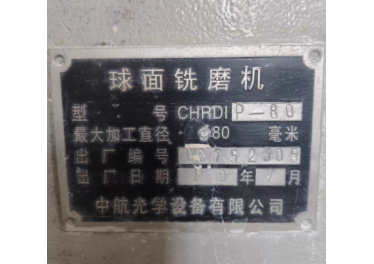 球面铣磨机
型号 CHRDI P-80
最大加工直径 φ80 毫米
出厂编号
出厂日期 年 月
中航光学设备有限公司